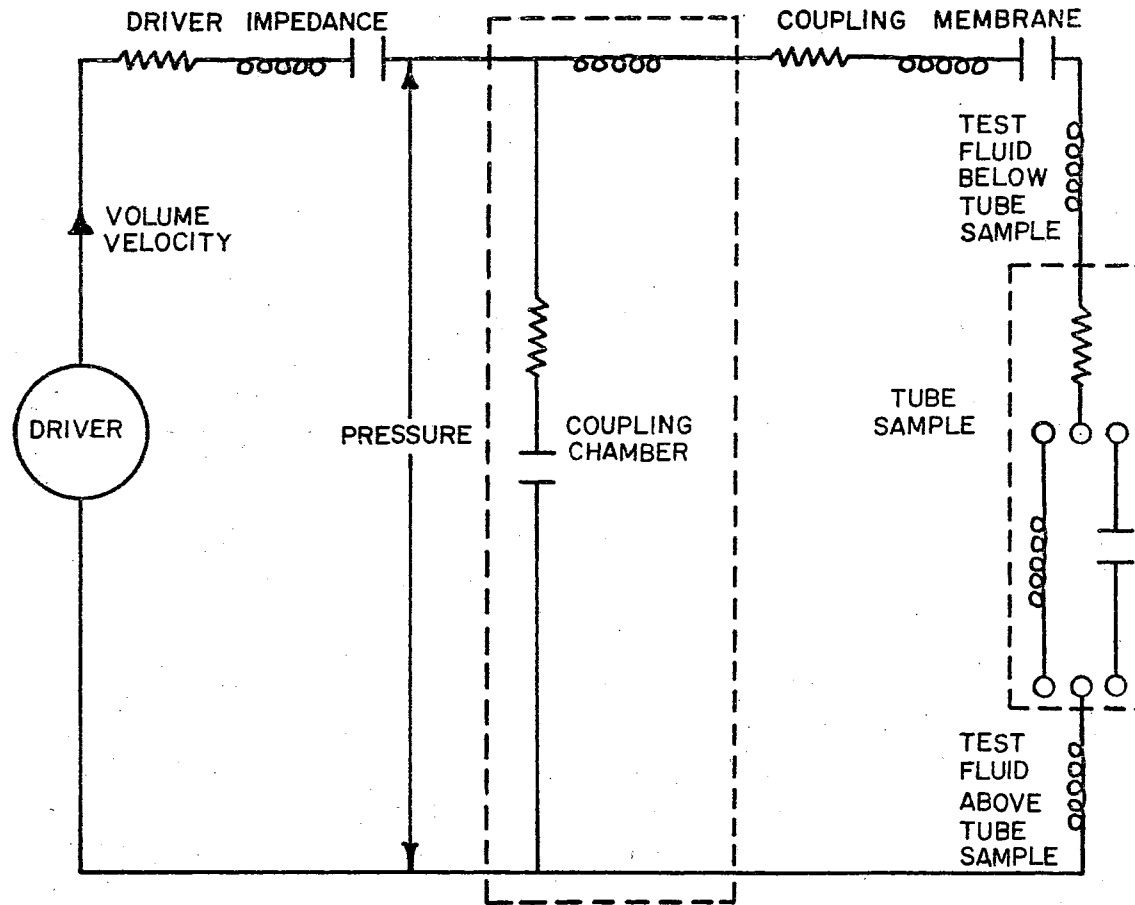 DRIVER IMPEDANCE
COUPLING MEMBRANE
TEST
FLUID
BELOW
TUBE
SAMPLE
VOLUME
VELOCITY
DRIVER
PRESSURE
COUPLING
CHAMBER
TUBE
SAMPLE
TEST
FLUID
ABOVE
TUBE
SAMPLE